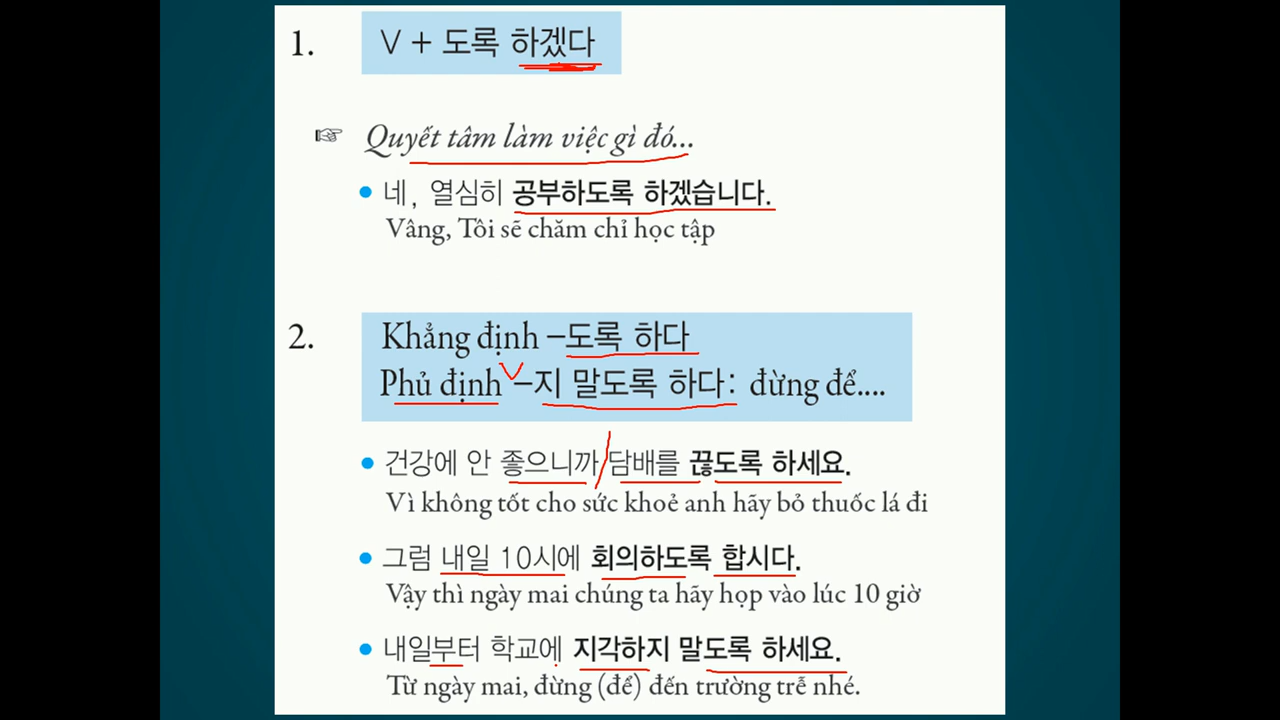 1. V + 도록 하겠다
☞ Quyết tâm làm việc gì đó...
• 네, 열심히 공부하도록 하겠습니다.
Vâng, Tôi sẽ chăm chỉ học tập
2. Khẳng định –도록 하다
Phủ định –지 말도록 하다: đừng để....
• 건강에 안 좋으니까 담배를 끊도록 하세요.
Vì không tốt cho sức khoẻ anh hãy bỏ thuốc lá đi
• 그럼 내일 10시에 회의하도록 합시다.
Vậy thì ngày mai chúng ta hãy họp vào lúc 10 giờ
• 내일부터 학교에 지각하지 말도록 하세요.
Từ ngày mai, đừng (để) đến trường trễ nhé.